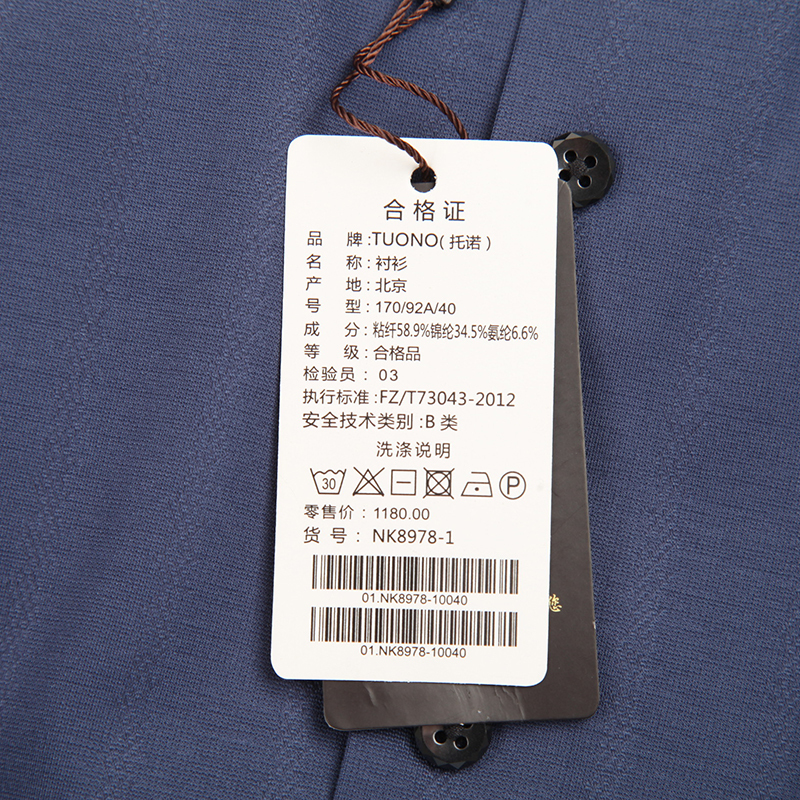 合格证
品 牌:TUONO(托诺)
名 称:衬衫
产 地:北京
号 型:170/92A/40
成 分:粘纤58.9%锦纶34.5%氨纶6.6%
等 级:合格品
检验员: 03
执行标准:FZ/T73043-2012
安全技术类别:B 类
洗涤说明
30 P
零售价:1180.00
货 号: NK8978-1
01.NK8978-10040
01.NK8978-10040